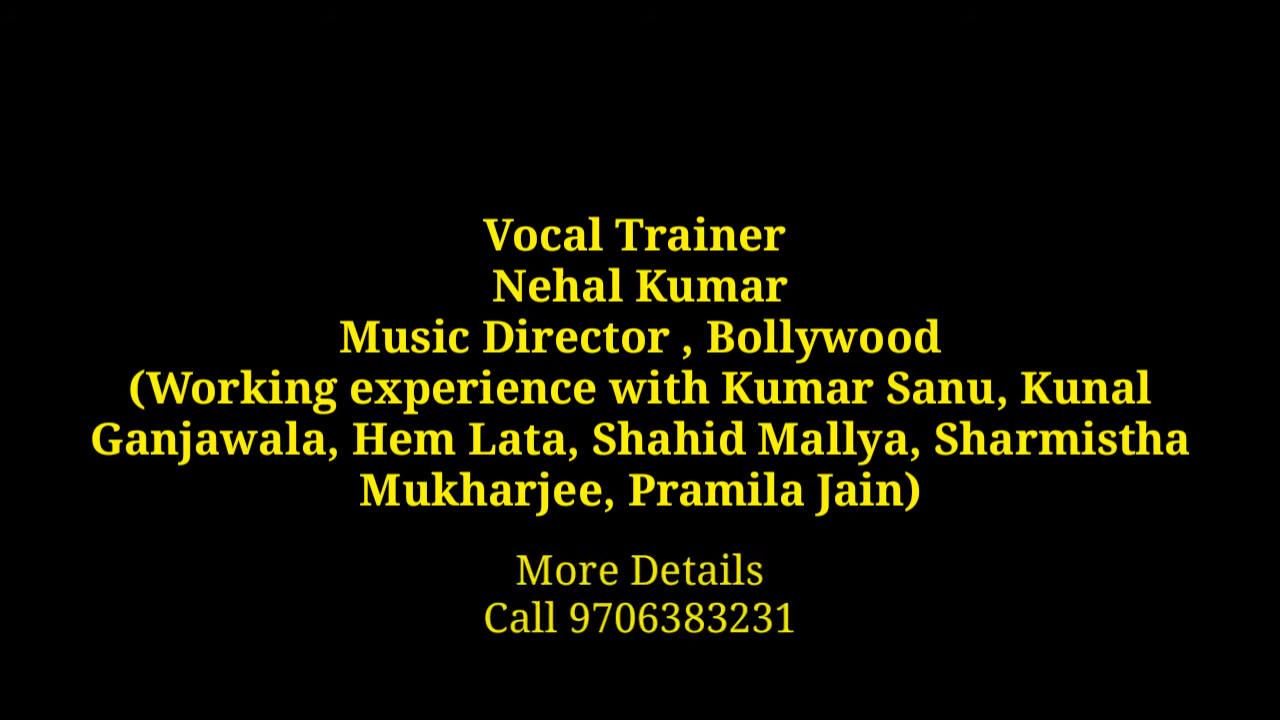 Vocal Trainer
Nehal Kumar
Music Director , Bollywood
(Working experience with Kumar Sanu, Kunal
Ganjawala, Hem Lata, Shahid Mallya, Sharmistha
Mukharjee, Pramila Jain)
More Details
Call 9706383231